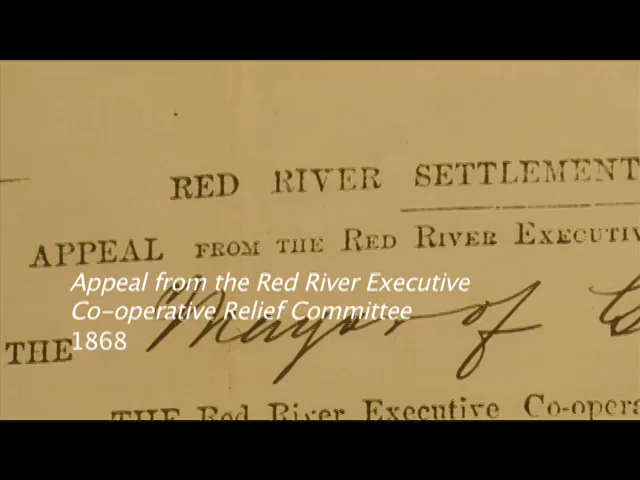 RED RIVER SETTLEMENT
APPEAL FROM THE RED RIVER EXECUTIV
Appeal from the Red River Executive
Co-operative Relief Committee
THE Mayor of
1868
THE Red River Executive Co-opera